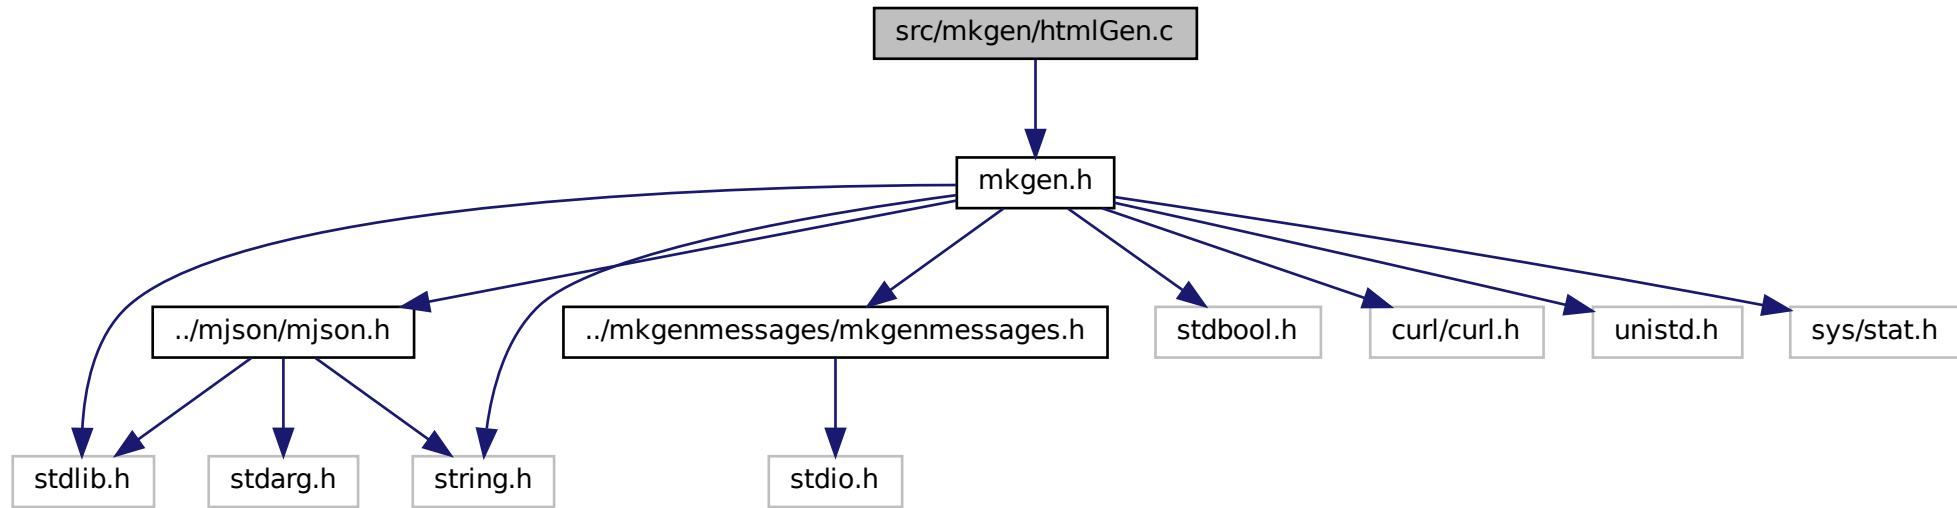 src/mkgen/htmlGen.c
mkgen.h
../mjson/mjson.h
../mkgenmessages/mkgenmessages.h
stdbool.h
curl/curl.h
unistd.h
sys/stat.h
stdlib.h
stdarg.h
string.h
stdio.h